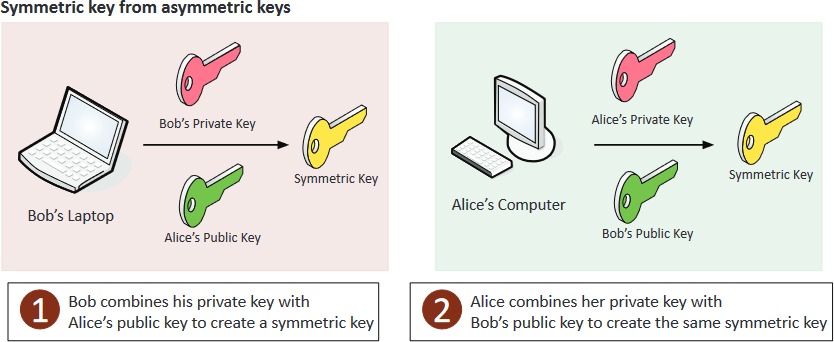 Symmetric key from asymmetric keys
Bob's Private Key
Symmetric Key
Bob's Laptop
Alice's Public Key
Alice's Private Key
Symmetric Key
Alice's Computer
Bob's Public Key
1
Bob combines his private key with
Alice's public key to create a symmetric key
2
Alice combines her private key with
Bob's public key to create the same symmetric key